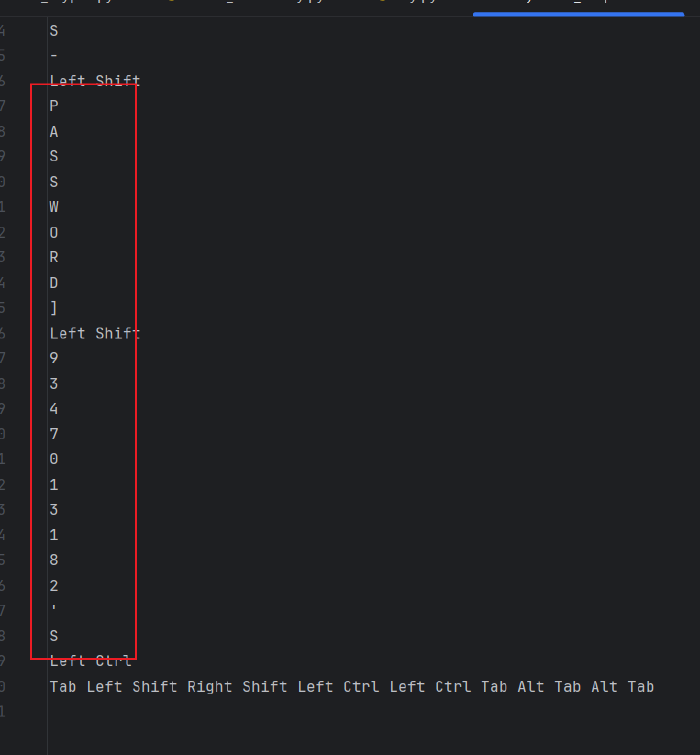 S
-
Left Shift
P
A
S
S
W
O
R
D
]
Left Shift
9
3
4
7
0
1
3
1
8
2
'
S
Left Ctrl
Tab Left Shift Right Shift Left Ctrl Left Ctrl Tab Alt Tab Alt Tab